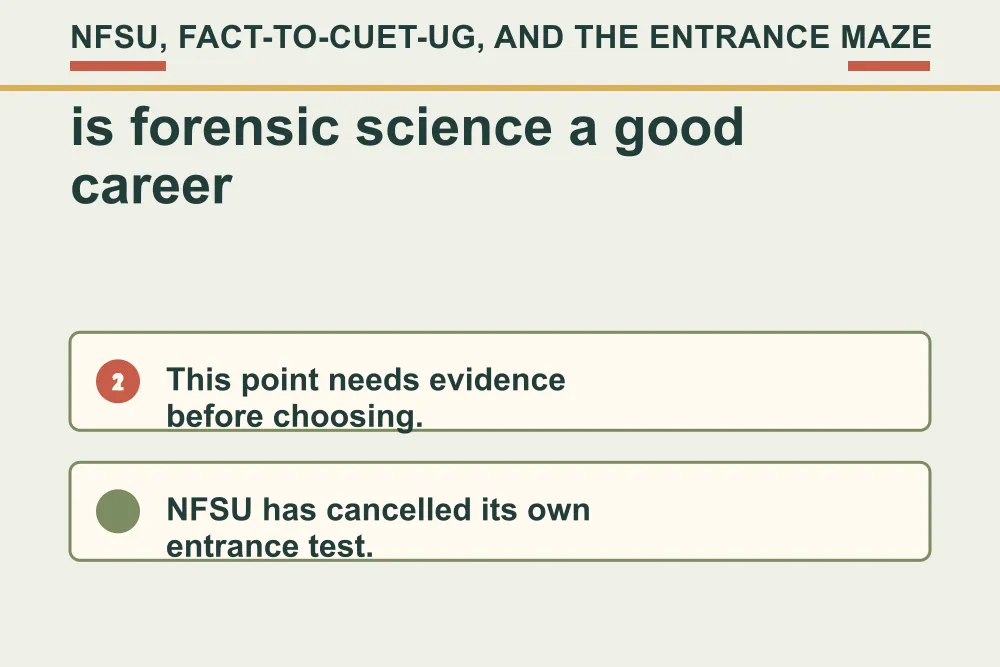 NFSU, FACT-TO-CUET-UG, AND THE ENTRANCE MAZE
is forensic science a good
career
2
This point needs evidence
before choosing.
NFSU has cancelled its own
entrance test.